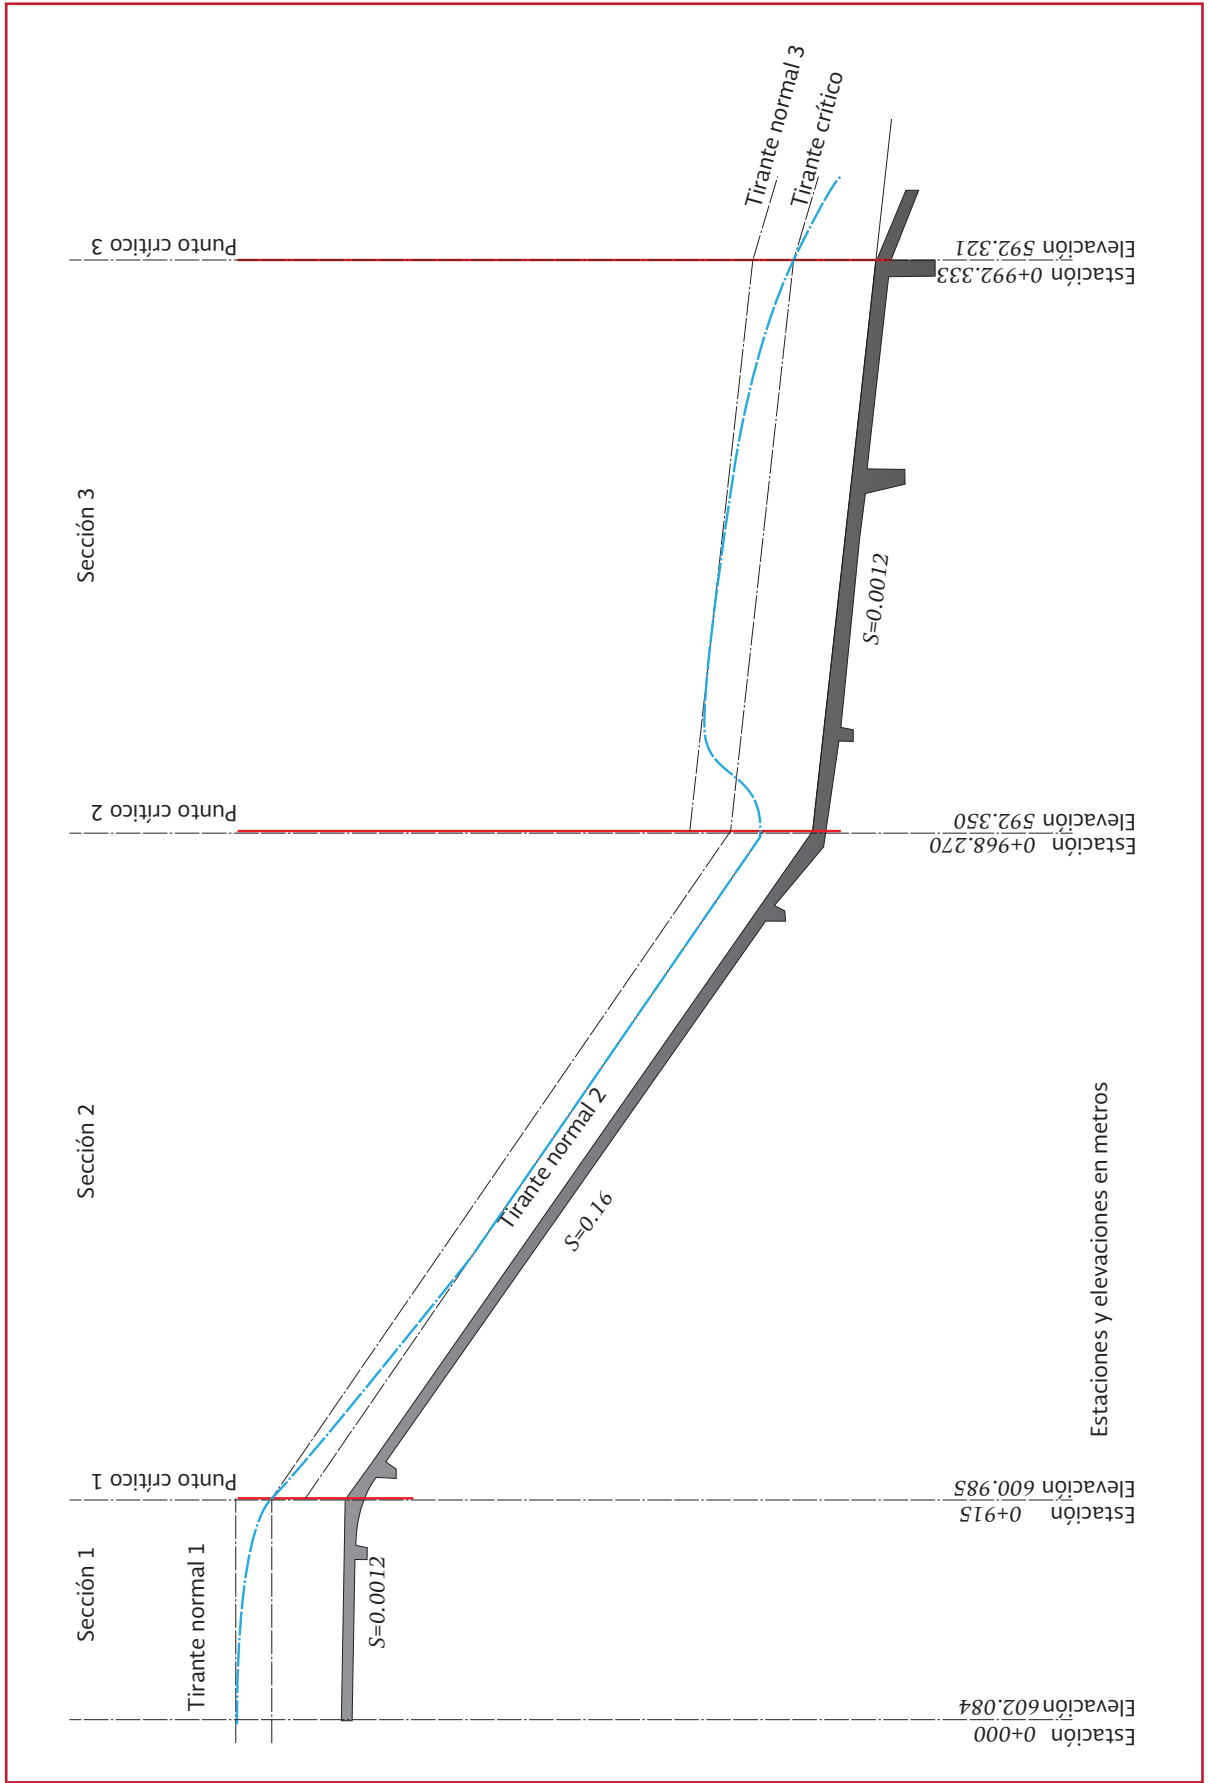 Sección 1
Sección 2
Sección 3
Punto crítico 1
Punto crítico 2
Punto crítico 3
Tirante normal 1
Tirante normal 2
Tirante normal 3
Tirante crítico
S=0.0012
S=0.16
S=0.0012
Estación 0+000
Elevación 602.084
Estación 0+915
Elevación 600.985
Estación 0+968.270
Elevación 592.350
Estación 0+992.333
Elevación 592.321
Estaciones y elevaciones en metros